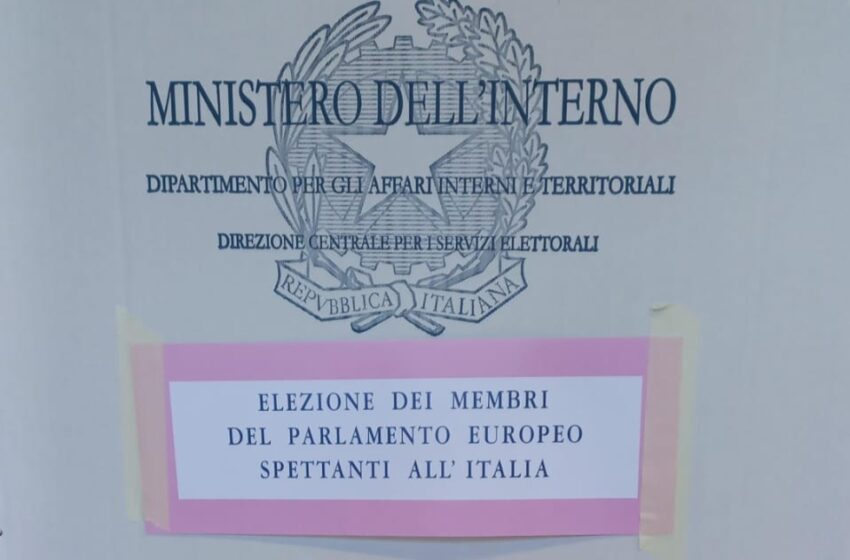 MINISTERO DELL'INTERNO
DIPARTIMENTO PER GLI AFFARI INTERNI E TERRITORIALI
DIREZIONE CENTRALE PER I SERVIZI ELETTORALI
REPVBBLICA ITALIANA
ELEZIONE DEI MEMBRI
DEL PARLAMENTO EUROPEO
SPETTANTI ALL'ITALIA